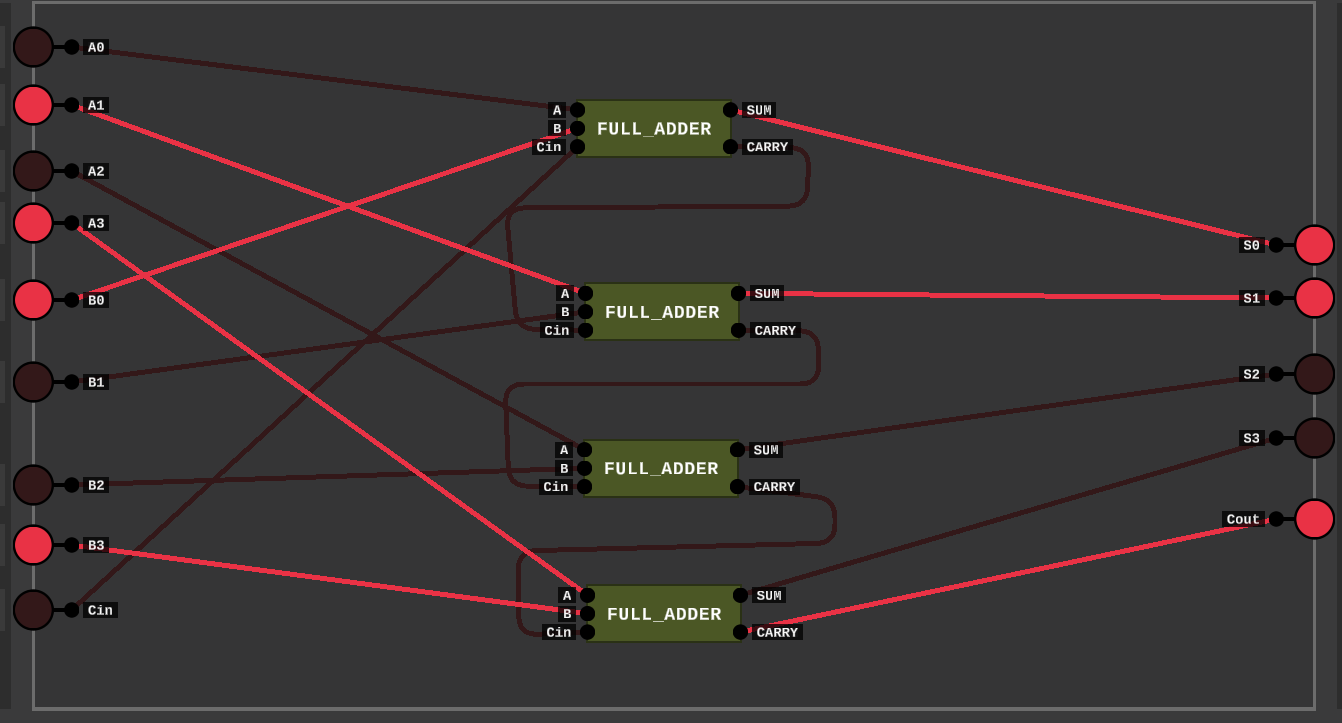 A0
A1
A2
A3
B0
B1
B2
B3
Cin
A
B
Cin
FULL_ADDER
SUM
CARRY
A
B
Cin
FULL_ADDER
SUM
CARRY
A
B
Cin
FULL_ADDER
SUM
CARRY
A
B
Cin
FULL_ADDER
SUM
CARRY
S0
S1
S2
S3
Cout